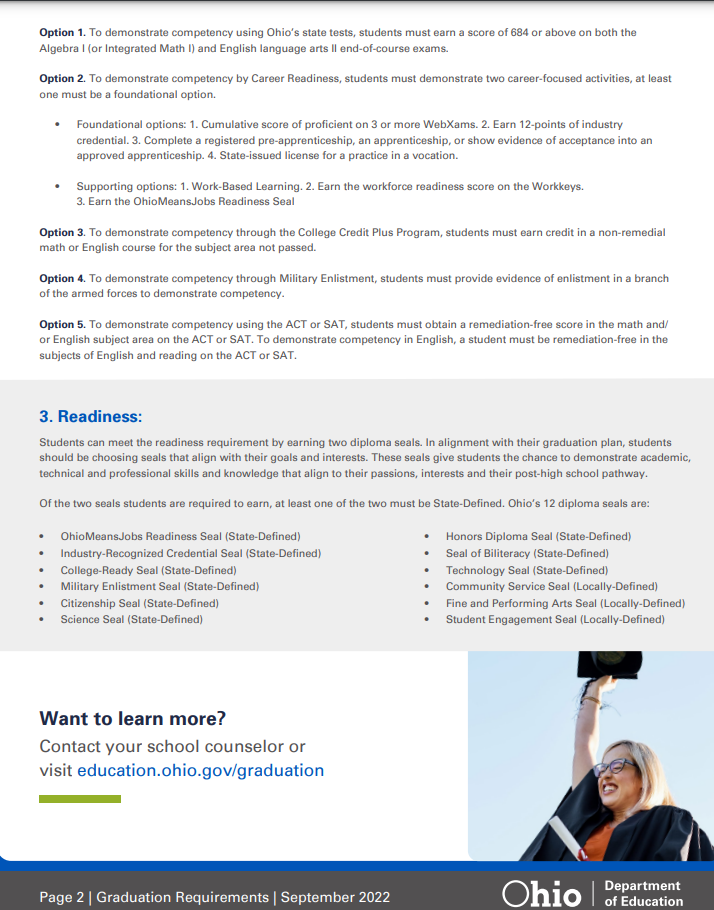 Option 1. To demonstrate competency using Ohio's state tests, students must earn a score of 684 or above on both the
Algebra I (or Integrated Math I) and English language arts II end-of-course exams.
Option 2. To demonstrate competency by Career Readiness, students must demonstrate two career-focused activities, at least
one must be a foundational option.
• Foundational options: 1. Cumulative score of proficient on 3 or more WebXams. 2. Earn 12-points of industry
credential. 3. Complete a registered pre-apprenticeship, an apprenticeship, or show evidence of acceptance into an
approved apprenticeship. 4. State-issued license for a practice in a vocation.
• Supporting options: 1. Work-Based Learning. 2. Earn the workforce readiness score on the Workkeys.
3. Earn the OhioMeansJobs Readiness Seal
Option 3. To demonstrate competency through the College Credit Plus Program, students must earn credit in a non-remedial
math or English course for the subject area not passed.
Option 4. To demonstrate competency through Military Enlistment, students must provide evidence of enlistment in a branch
of the armed forces to demonstrate competency.
Option 5. To demonstrate competency using the ACT or SAT, students must obtain a remediation-free score in the math and/
or English subject area on the ACT or SAT. To demonstrate competency in English, a student must be remediation-free in the
subjects of English and reading on the ACT or SAT.
3. Readiness:
Students can meet the readiness requirement by earning two diploma seals. In alignment with their graduation plan, students
should be choosing seals that align with their goals and interests. These seals give students the chance to demonstrate academic,
technical and professional skills and knowledge that align to their passions, interests and their post-high school pathway.
Of the two seals students are required to earn, at least one of the two must be State-Defined. Ohio's 12 diploma seals are:
• OhioMeansJobs Readiness Seal (State-Defined)
• Industry-Recognized Credential Seal (State-Defined)
• College-Ready Seal (State-Defined)
• Military Enlistment Seal (State-Defined)
• Citizenship Seal (State-Defined)
• Science Seal (State-Defined)
• Honors Diploma Seal (State-Defined)
• Seal of Biliteracy (State-Defined)
• Technology Seal (State-Defined)
• Community Service Seal (Locally-Defined)
• Fine and Performing Arts Seal (Locally-Defined)
• Student Engagement Seal (Locally-Defined)
Want to learn more?
Contact your school counselor or
visit education.ohio.gov/graduation
Page 2 | Graduation Requirements | September 2022
Ohio
Department
of Education